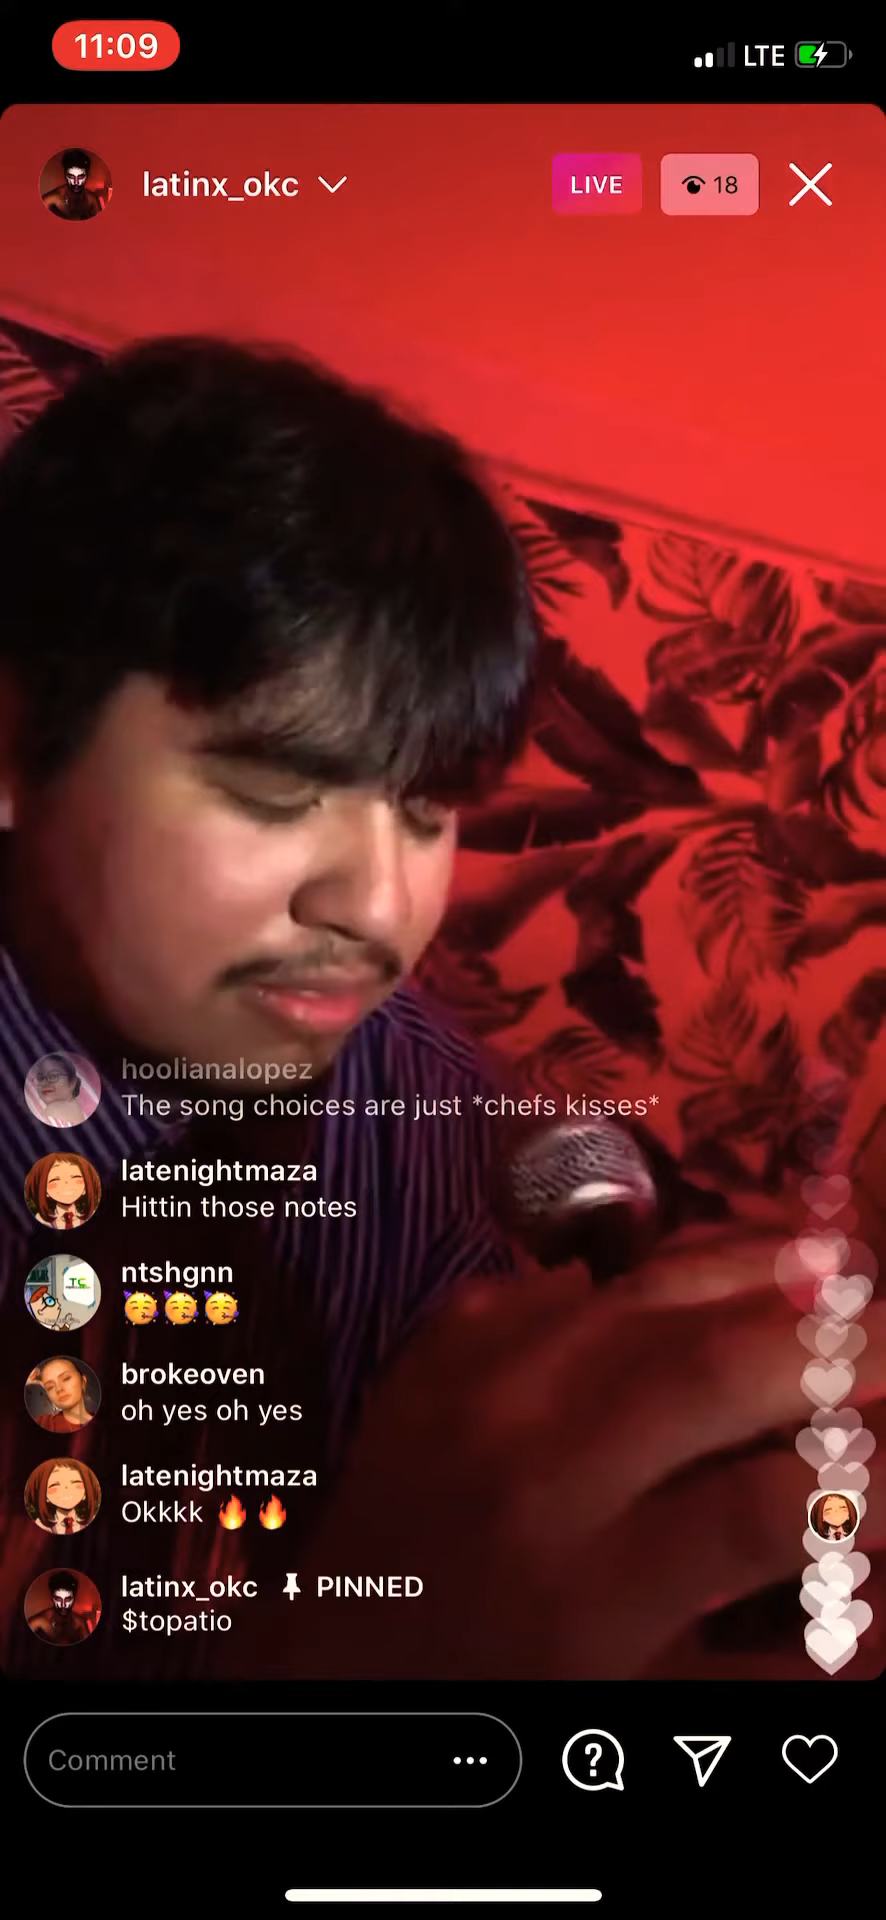 11:09
LTE
latinx_okc
LIVE
18
hoolianalopez
The song choices are just *chefs kisses*
latenightmaza
Hittin those notes
TC
ntshgnn
🥳🥳🥳
brokeoven
oh yes oh yes
latenightmaza
Okkkk 🔥 🔥
latinx_okc PINNED
$topatio
Comment